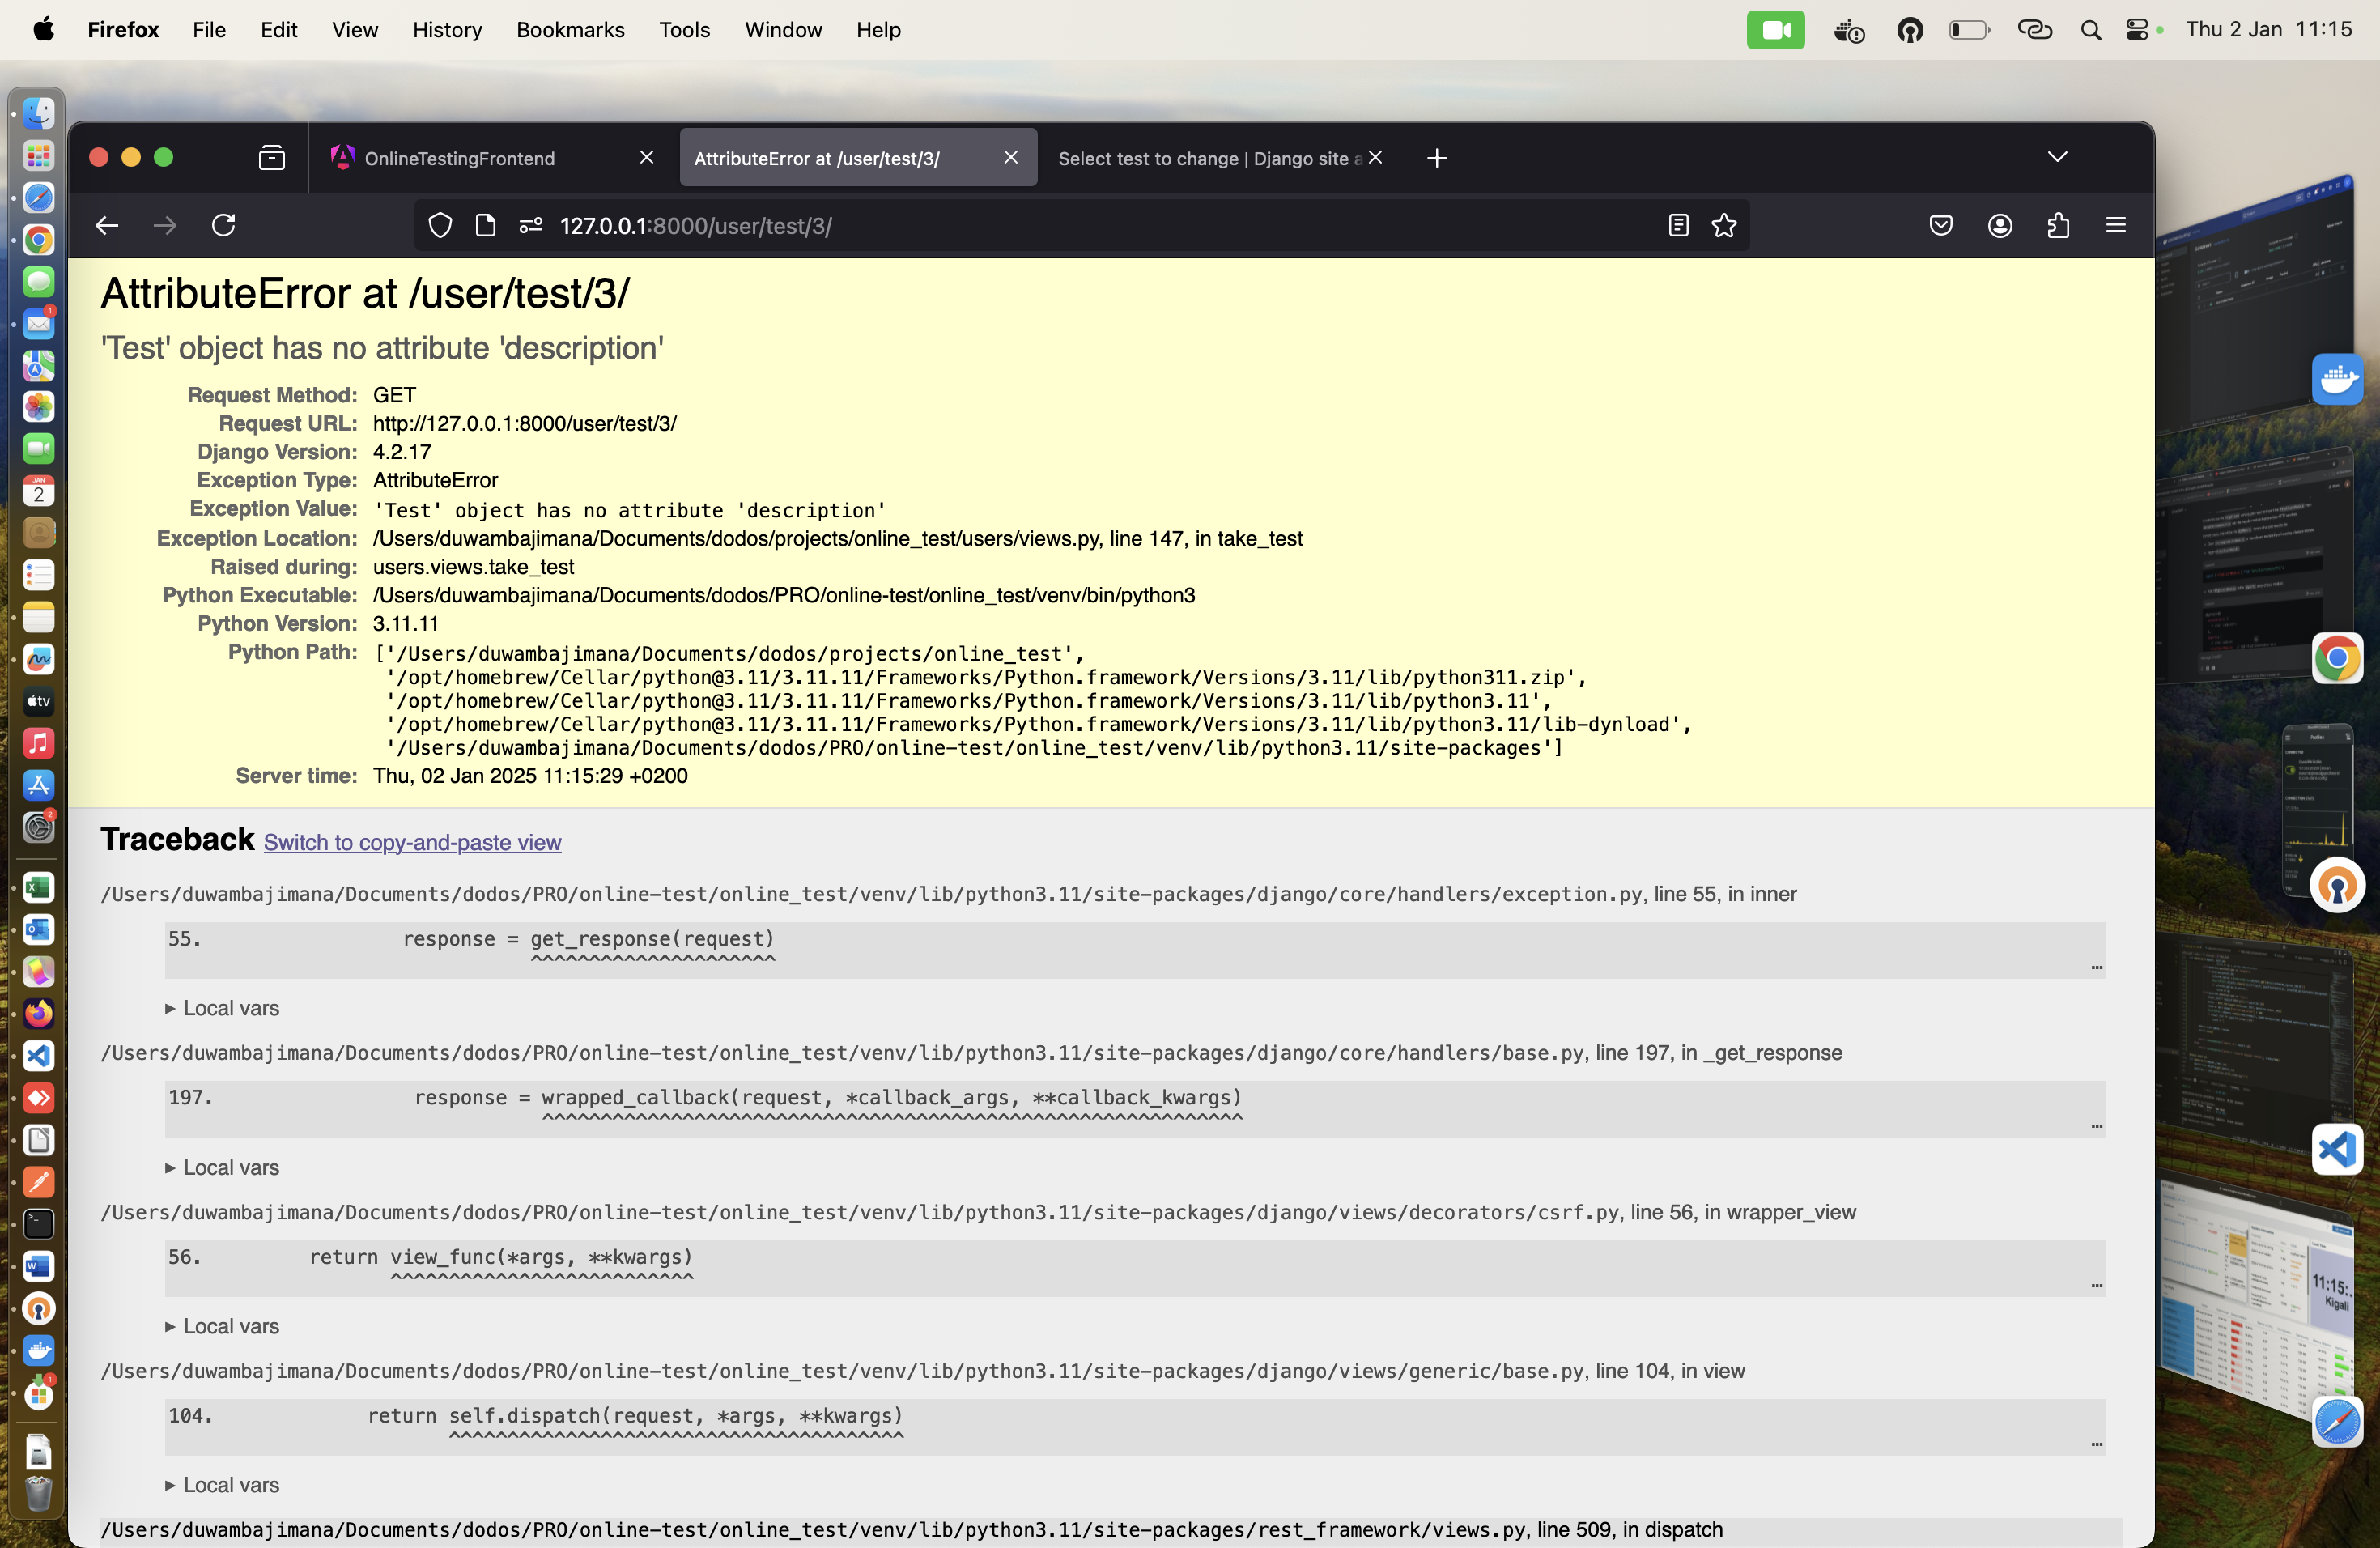 Firefox File Edit View History Bookmarks Tools Window Help Thu 2 Jan 11:15
OnlineTestingFrontend
AttributeError at /user/test/3/
Select test to change | Django site a
127.0.0.1:8000/user/test/3/
AttributeError at /user/test/3/
'Test' object has no attribute 'description'
Request Method: GET
Request URL: http://127.0.0.1:8000/user/test/3/
Django Version: 4.2.17
Exception Type: AttributeError
Exception Value: 'Test' object has no attribute 'description'
Exception Location: /Users/duwambajimana/Documents/dodos/projects/online_test/users/views.py, line 147, in take_test
Raised during: users.views.take_test
Python Executable: /Users/duwambajimana/Documents/dodos/PRO/online-test/online_test/venv/bin/python3
Python Version: 3.11.11
Python Path: ['/Users/duwambajimana/Documents/dodos/projects/online_test',
'/opt/homebrew/Cellar/python@3.11/3.11.11/Frameworks/Python.framework/Versions/3.11/lib/python311.zip',
'/opt/homebrew/Cellar/python@3.11/3.11.11/Frameworks/Python.framework/Versions/3.11/lib/python3.11',
'/opt/homebrew/Cellar/python@3.11/3.11.11/Frameworks/Python.framework/Versions/3.11/lib/python3.11/lib-dynload',
'/Users/duwambajimana/Documents/dodos/PRO/online-test/online_test/venv/lib/python3.11/site-packages']
Server time: Thu, 02 Jan 2025 11:15:29 +0200
Traceback Switch to copy-and-paste view
/Users/duwambajimana/Documents/dodos/PRO/online-test/online_test/venv/lib/python3.11/site-packages/django/core/handlers/exception.py, line 55, in inner
55. response = get_response(request)
^^^^^^^^^^^^^^^^^^^^^
…
▶ Local vars
/Users/duwambajimana/Documents/dodos/PRO/online-test/online_test/venv/lib/python3.11/site-packages/django/core/handlers/base.py, line 197, in _get_response
197. response = wrapped_callback(request, *callback_args, **callback_kwargs)
^^^^^^^^^^^^^^^^^^^^^^^^^^^^^^^^^^^^^^^^^^^^^^^^^^^^^^^^^^^^
…
▶ Local vars
/Users/duwambajimana/Documents/dodos/PRO/online-test/online_test/venv/lib/python3.11/site-packages/django/views/decorators/csrf.py, line 56, in wrapper_view
56. return view_func(*args, **kwargs)
^^^^^^^^^^^^^^^^^^^^^^^^^^
…
▶ Local vars
/Users/duwambajimana/Documents/dodos/PRO/online-test/online_test/venv/lib/python3.11/site-packages/django/views/generic/base.py, line 104, in view
104. return self.dispatch(request, *args, **kwargs)
^^^^^^^^^^^^^^^^^^^^^^^^^^^^^^^^^^^^^^^
…
▶ Local vars
/Users/duwambajimana/Documents/dodos/PRO/online-test/online_test/venv/lib/python3.11/site-packages/rest_framework/views.py, line 509, in dispatch
JAN
2
tv
11:15:
Kigali